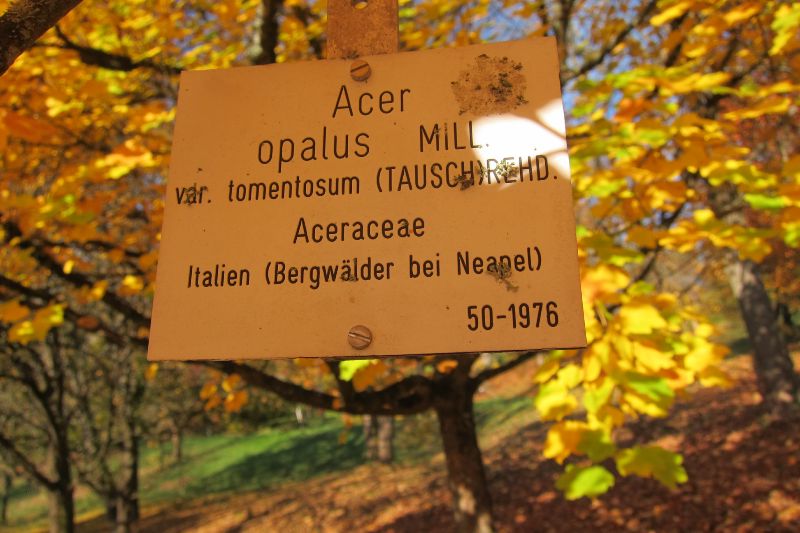 Acer
opalus MiLL.
var. tomentosum (TAUSCH)REHD.
Aceraceae
Italien (Bergwälder bei Neapel)
50-1976